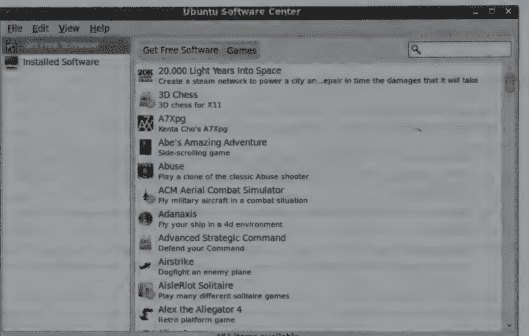 Ubuntu Software Center
File Edit View Help
Get Free Software
Get Free Software Games
Installed Software
20,000 Light Years Into Space
Create a steam network to power a city an...epair in time the damages that it will take
3D Chess
3D chess for X11
A7Xpg
Kenta Cho's A7Xpg
Abe's Amazing Adventure
Side-scrolling game
Abuse
Play a clone of the classic Abuse shooter
ACM Aerial Combat Simulator
Fly military aircraft in a combat situation
Adanaxis
Fly your ship in a 4d environment
Advanced Strategic Command
Defend your Command
Airstrike
Dogfight an enemy plane
AisleRiot Solitaire
Play many different solitaire games
Alex the Allegator 4
Retro platform game
items available